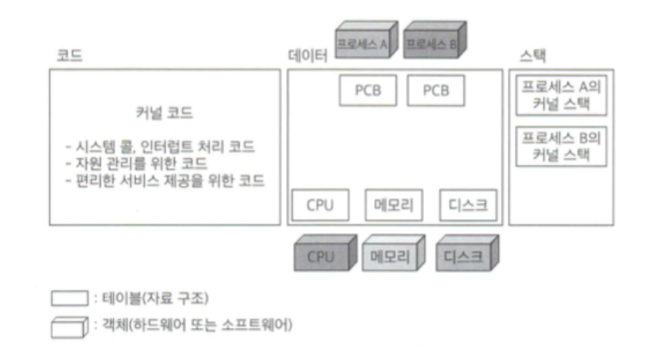 코드
데이터
프로세스 A
프로세스 B
스택
커널 코드
- 시스템 콜, 인터럽트 처리 코드
- 자원 관리를 위한 코드
- 편리한 서비스 제공을 위한 코드
PCB
PCB
CPU
메모리
디스크
프로세스 A의
커널 스택
프로세스 B의
커널 스택
CPU
메모리
디스크
: 테이블(자료 구조)
: 객체(하드웨어 또는 소프트웨어)